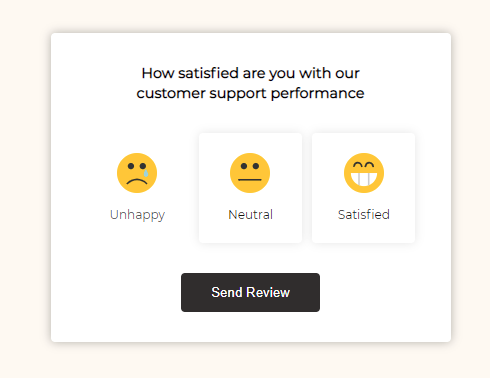 How satisfied are you with our
customer support performance
Unhappy
Neutral
Satisfied
Send Review